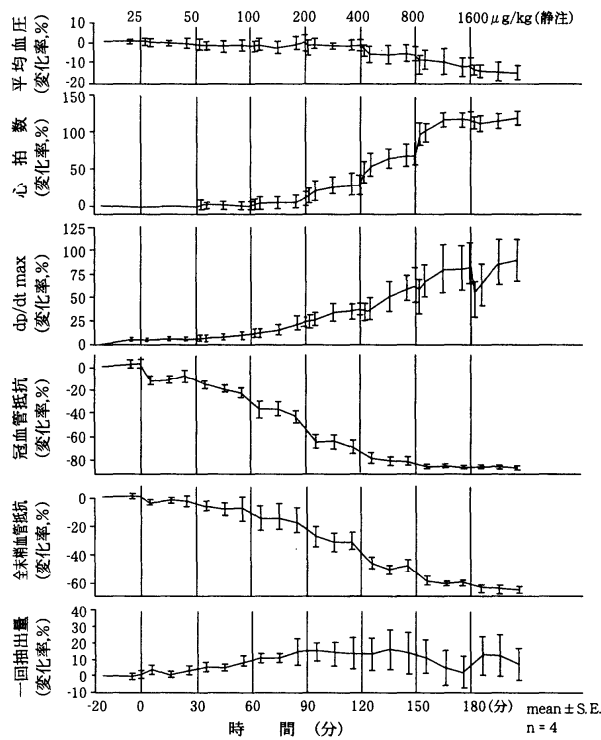 25 50 100 200 400 800 1600μg/kg(静注)
平均血圧
(変化率,%)
10
0
-10
-20
心拍数
(変化率,%)
150
100
50
0
dp/dt max
(変化率,%)
125
100
75
50
25
0
冠血管抵抗
(変化率,%)
0
-20
-40
-60
-80
全末梢血管抵抗
(変化率,%)
0
-20
-40
-60
一回抽出量
(変化率,%)
40
30
20
10
0
-10
-20 0 30 60 90 120 150 180(分)
時間(分)
mean±S.E.
n=4